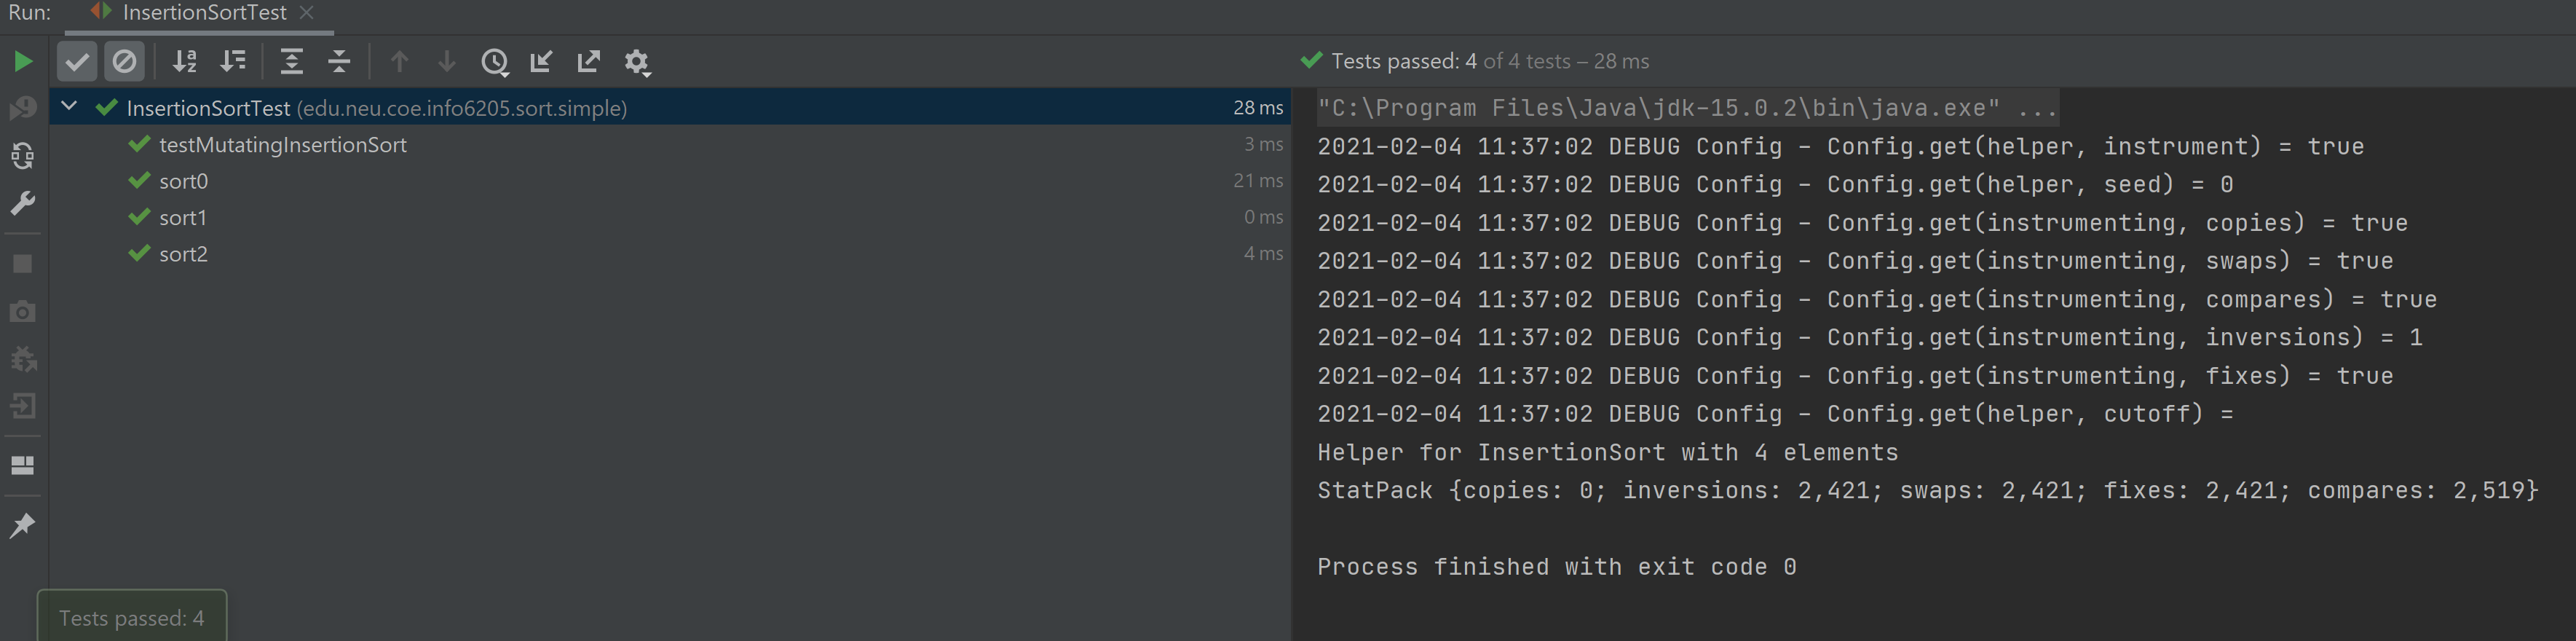 Run: InsertionSortTest
Tests passed: 4 of 4 tests – 28 ms
InsertionSortTest (edu.neu.coe.info6205.sort.simple) 28 ms
testMutatingInsertionSort 3 ms
sort0 21 ms
sort1 0 ms
sort2 4 ms
"C:\Program Files\Java\jdk-15.0.2\bin\java.exe" ...
2021-02-04 11:37:02 DEBUG Config - Config.get(helper, instrument) = true
2021-02-04 11:37:02 DEBUG Config - Config.get(helper, seed) = 0
2021-02-04 11:37:02 DEBUG Config - Config.get(instrumenting, copies) = true
2021-02-04 11:37:02 DEBUG Config - Config.get(instrumenting, swaps) = true
2021-02-04 11:37:02 DEBUG Config - Config.get(instrumenting, compares) = true
2021-02-04 11:37:02 DEBUG Config - Config.get(instrumenting, inversions) = 1
2021-02-04 11:37:02 DEBUG Config - Config.get(instrumenting, fixes) = true
2021-02-04 11:37:02 DEBUG Config - Config.get(helper, cutoff) =
Helper for InsertionSort with 4 elements
StatPack {copies: 0; inversions: 2,421; swaps: 2,421; fixes: 2,421; compares: 2,519}
Process finished with exit code 0
Tests passed: 4